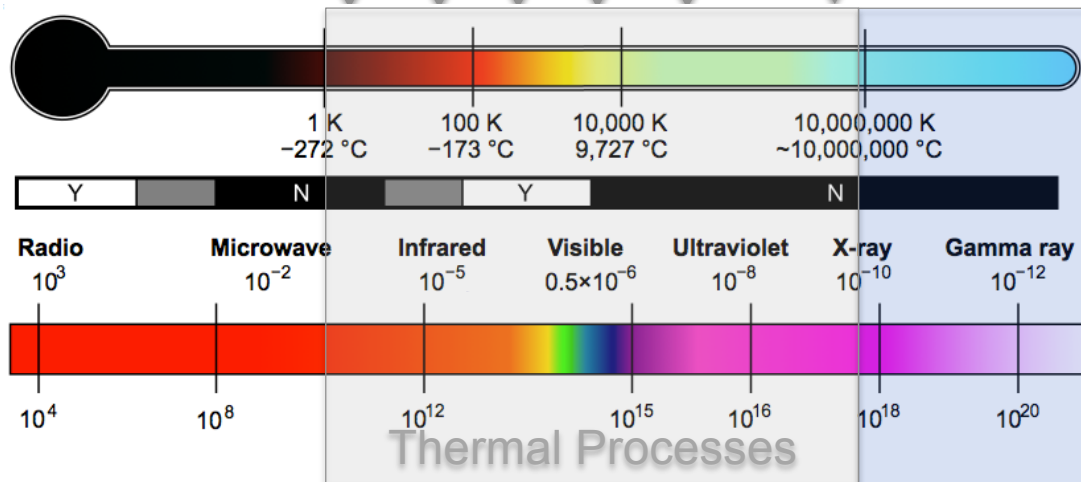 1 K 100 K 10,000 K 10,000,000 K
−272 °C −173 °C 9,727 °C ~10,000,000 °C
Y N Y N
Radio Microwave Infrared Visible Ultraviolet X-ray Gamma ray
10³ 10⁻² 10⁻⁵ 0.5×10⁻⁶ 10⁻⁸ 10⁻¹⁰ 10⁻¹²
10⁴ 10⁸ 10¹² 10¹⁵ 10¹⁶ 10¹⁸ 10²⁰
Thermal Processes